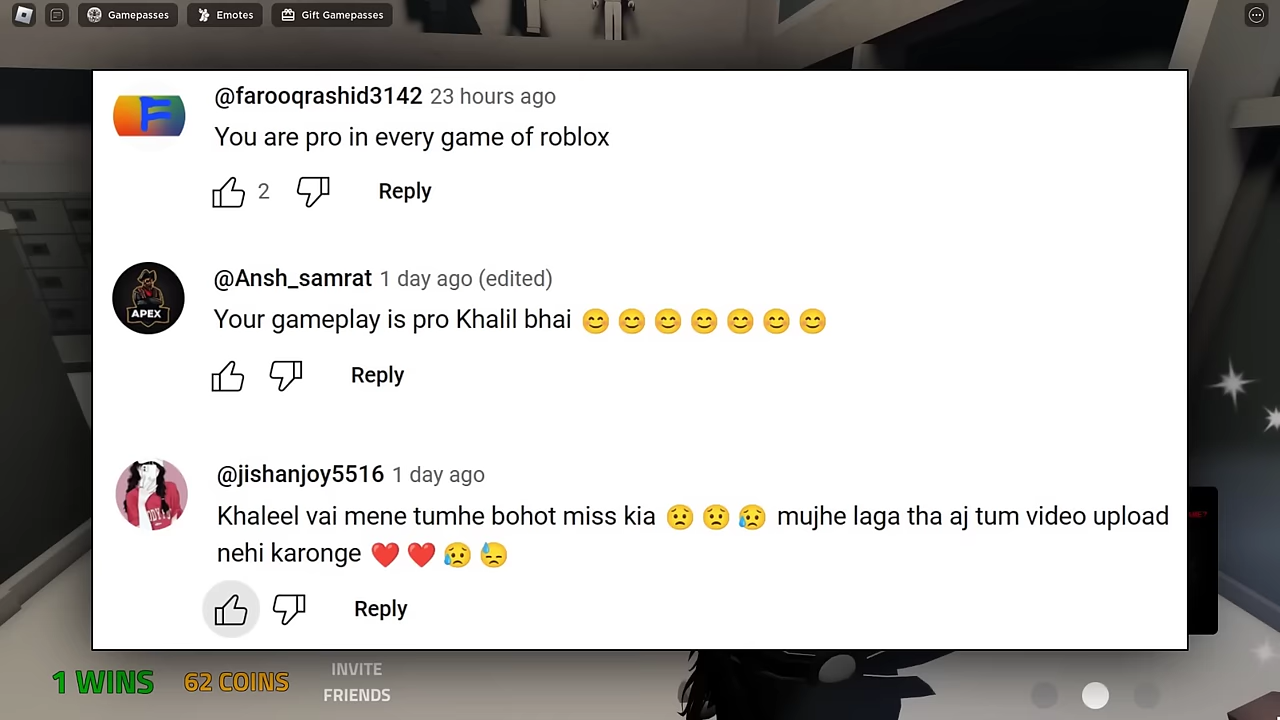 Gamepasses Emotes Gift Gamepasses
F
@farooqrashid3142 23 hours ago
You are pro in every game of roblox
2 Reply
@Ansh_samrat 1 day ago (edited)
APEX
Your gameplay is pro Khalil bhai 😊 😊 😊 😊 😊 😊 😊
Reply
@jishanjoy5516 1 day ago
Khaleel vai mene tumhe bohot miss kia 😟 😟 😥 mujhe laga tha aj tum video upload
nehi karonge ❤️ ❤️ 😥 😓
Reply
1 WINS 62 COINS INVITE
FRIENDS